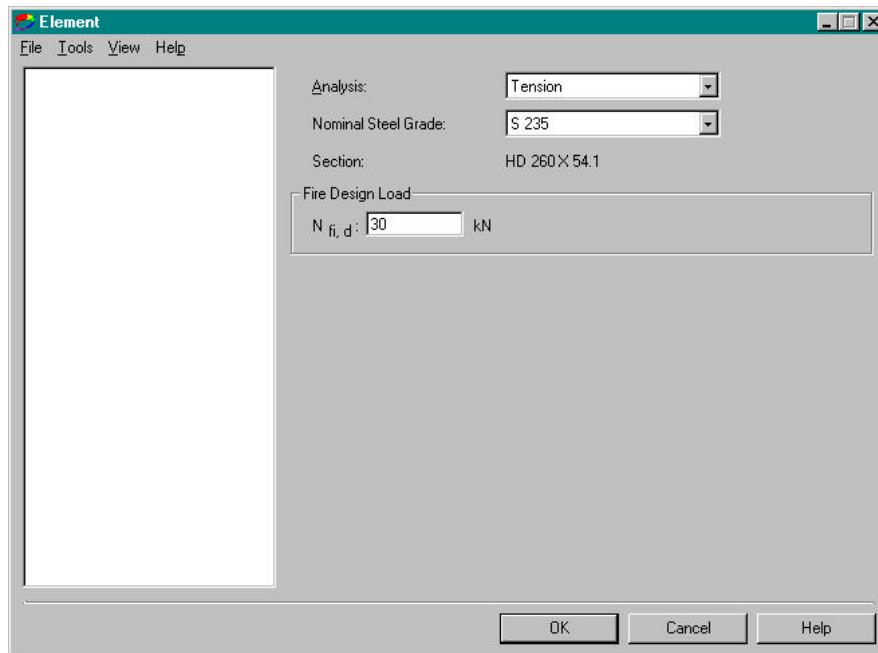 Element
File Tools View Help
Analysis: Tension
Nominal Steel Grade: S 235
Section: HD 260 X 54.1
Fire Design Load
N fi, d : 30 kN
OK Cancel Help